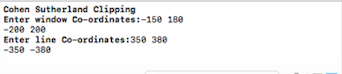 Cohen Sutherland Clipping
Enter window Co-ordinates:-150 180
-200 200
Enter line Co-ordinates:350 380
-350 -380